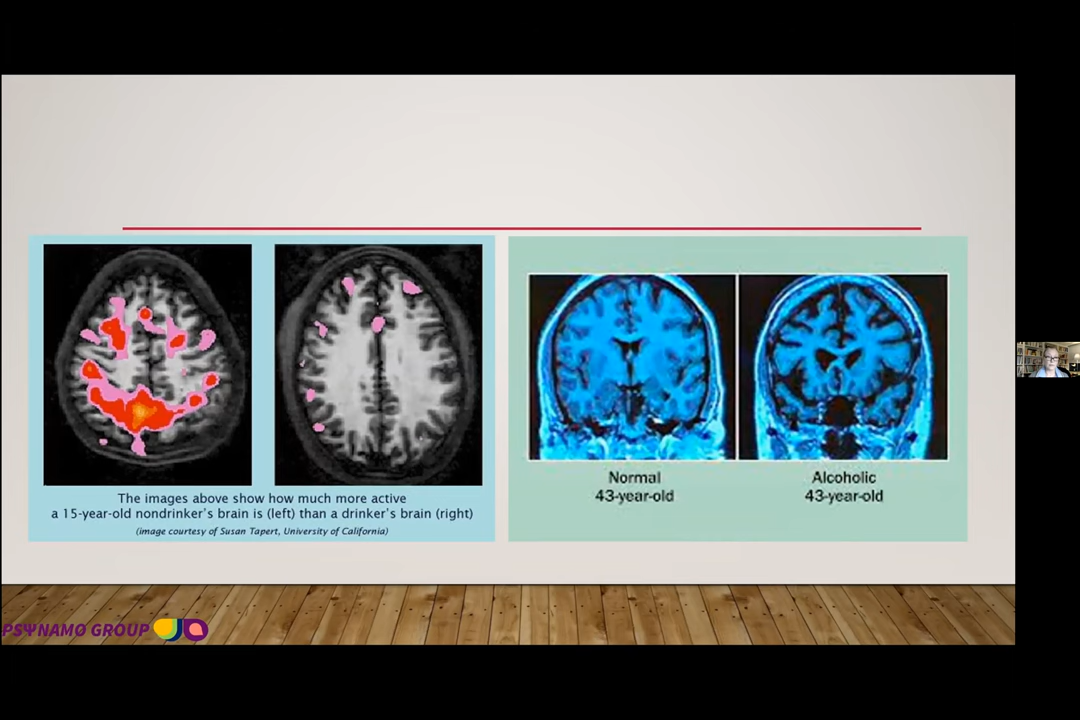 The images above show how much more active
a 15-year-old nondrinker's brain is (left) than a drinker's brain (right)
(image courtesy of Susan Tapert, University of California)
Normal
43-year-old
Alcoholic
43-year-old
PSΨNAMØ GROUP